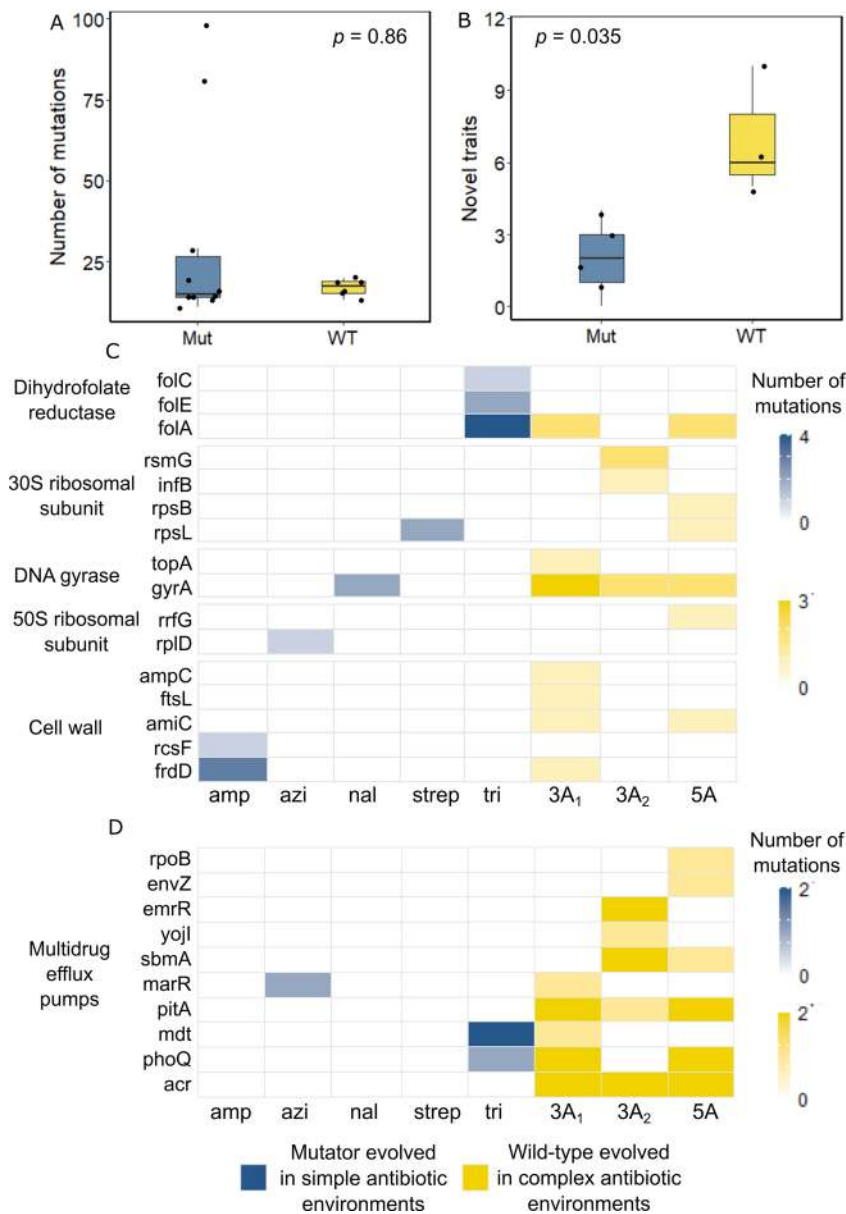 A
p = 0.86
Number of mutations
100
75
50
25
Mut WT
B
p = 0.035
Novel traits
12
9
6
3
0
Mut WT
C
Dihydrofolate
reductase
folC
folE
folA
30S ribosomal
subunit
rsmG
infB
rpsB
rpsL
DNA gyrase
topA
gyrA
50S ribosomal
subunit
rrfG
rplD
Cell wall
ampC
ftsL
amiC
rcsF
frdD
amp azi nal strep tri 3A₁ 3A₂ 5A
Number of
mutations
4
0
3
0
D
Multidrug
efflux
pumps
rpoB
envZ
emrR
yojI
sbmA
marR
pitA
mdt
phoQ
acr
amp azi nal strep tri 3A₁ 3A₂ 5A
Number of
mutations
2
0
2
0
Mutator evolved
in simple antibiotic
environments
Wild-type evolved
in complex antibiotic
environments